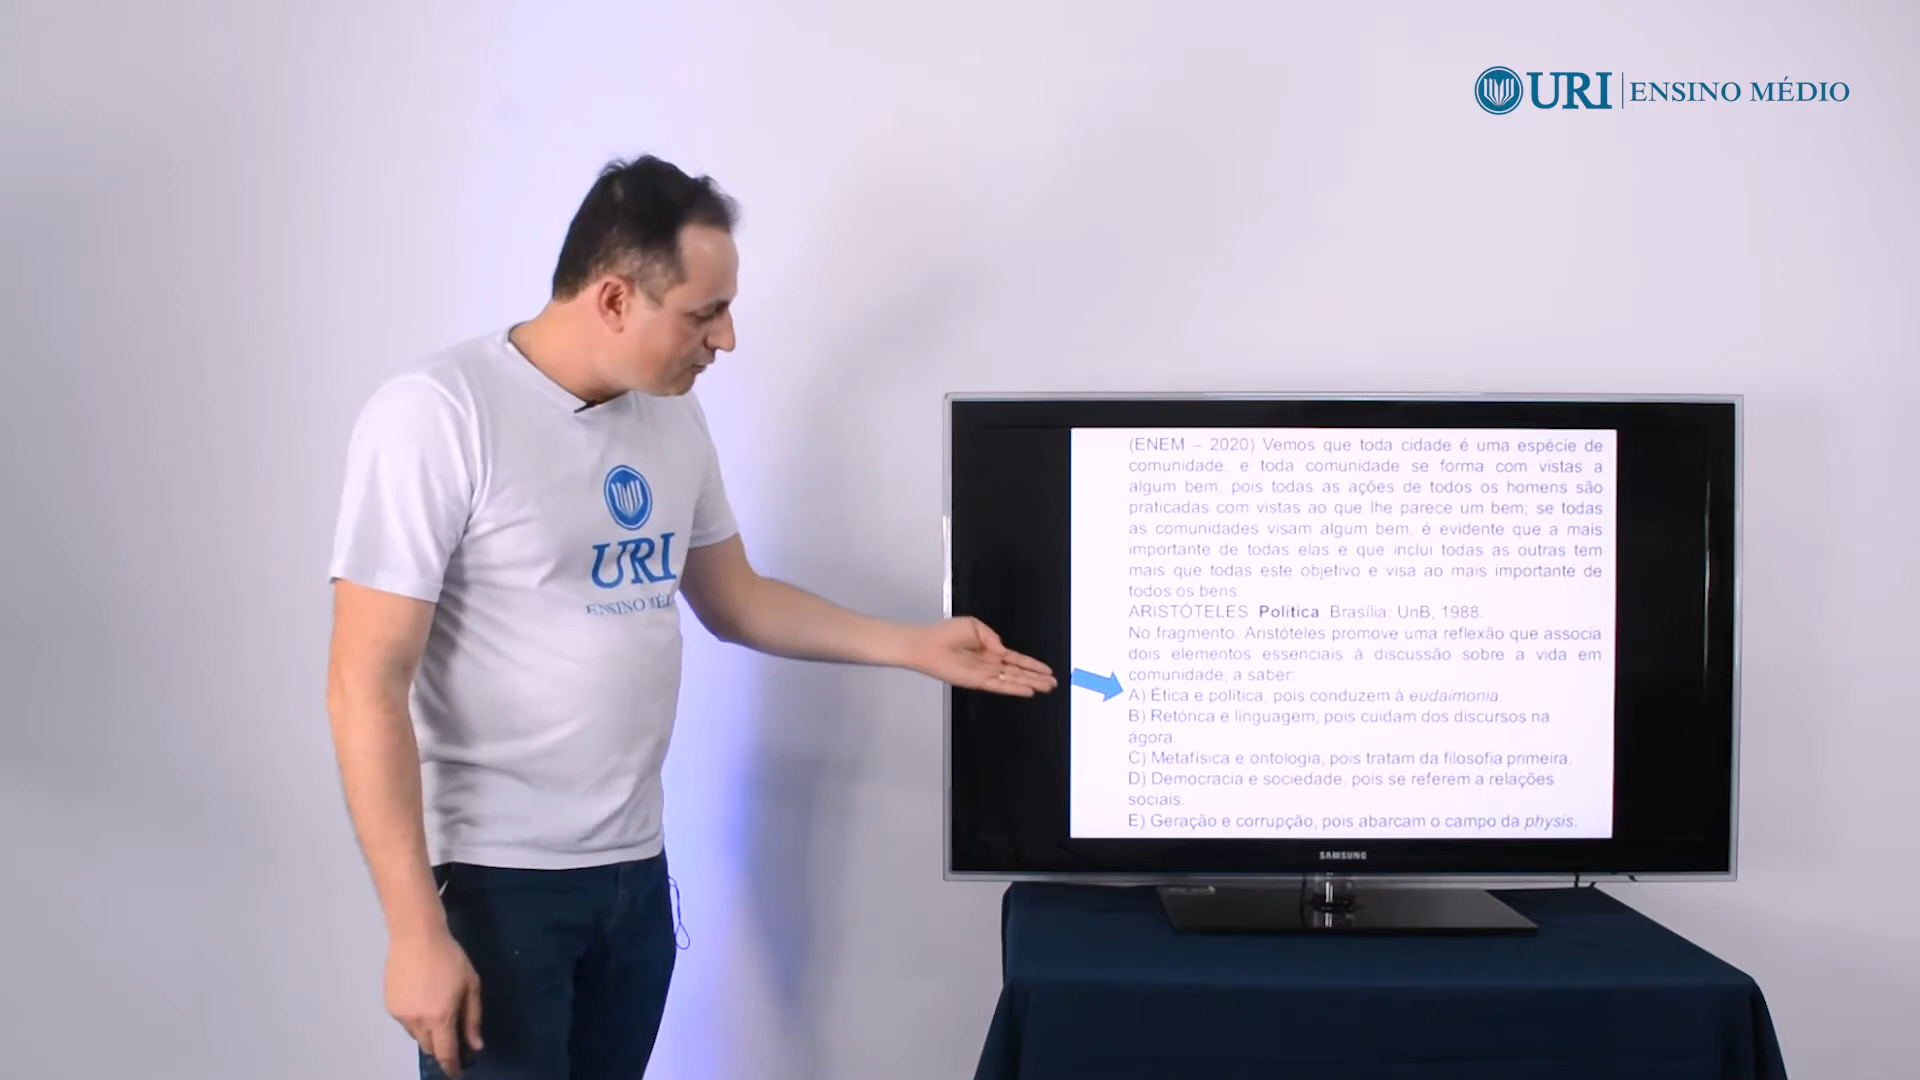 URI ENSINO MÉDIO
URI
ENSINO MÉD
(ENEM – 2020) Vemos que toda cidade é uma espécie de
comunidade, e toda comunidade se forma com vistas a
algum bem, pois todas as ações de todos os homens são
praticadas com vistas ao que lhe parece um bem; se todas
as comunidades visam algum bem, é evidente que a mais
importante de todas elas e que inclui todas as outras tem
mais que todas este objetivo e visa ao mais importante de
todos os bens.
ARISTÓTELES. Política. Brasília: UnB, 1988.
No fragmento, Aristóteles promove uma reflexão que associa
dois elementos essenciais à discussão sobre a vida em
comunidade, a saber:
A) Ética e política, pois conduzem à eudaimonia.
B) Retórica e linguagem, pois cuidam dos discursos na
ágora.
C) Metafísica e ontologia, pois tratam da filosofia primeira.
D) Democracia e sociedade, pois se referem a relações
sociais.
E) Geração e corrupção, pois abarcam o campo da physis.
SAMSUNG